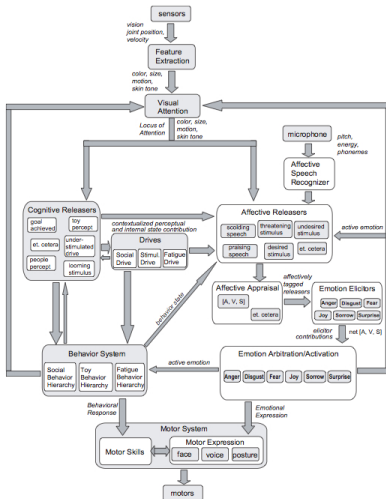 sensors
vision
joint position,
velocity
Feature
Extraction
color, size,
motion,
skin tone
Visual
Attention
Locus of
Attention
color, size,
motion,
skin tone
microphone
pitch,
energy,
phonemes
Affective
Speech
Recognizer
Cognitive Releasers
goal
achieved
toy
percept
et. cetera
under-
stimulated
drive
people
percept
looming
stimulus
contextualized perceptual
and internal state contribution
Drives
Social
Drive
Stimul.
Drive
Fatigue
Drive
Affective Releasers
scolding
speech
threatening
stimulus
undesired
stimulus
praising
speech
desired
stimulus
et. cetera
active emotion
Affective Appraisal
[A, V, S]
et. cetera
affectively
tagged
releasers
Emotion Elicitors
Anger
Disgust
Fear
Joy
Sorrow
Surprise
behavior state
elicitor
contributions
net [A, V, S]
Behavior System
Social
Behavior
Hierarchy
Toy
Behavior
Hierarchy
Fatigue
Behavior
Hierarchy
active emotion
Emotion Arbitration/Activation
Anger
Disgust
Fear
Joy
Sorrow
Surprise
Behavioral
Response
Emotional
Expression
Motor System
Motor Skills
Motor Expression
face
voice
posture
motors